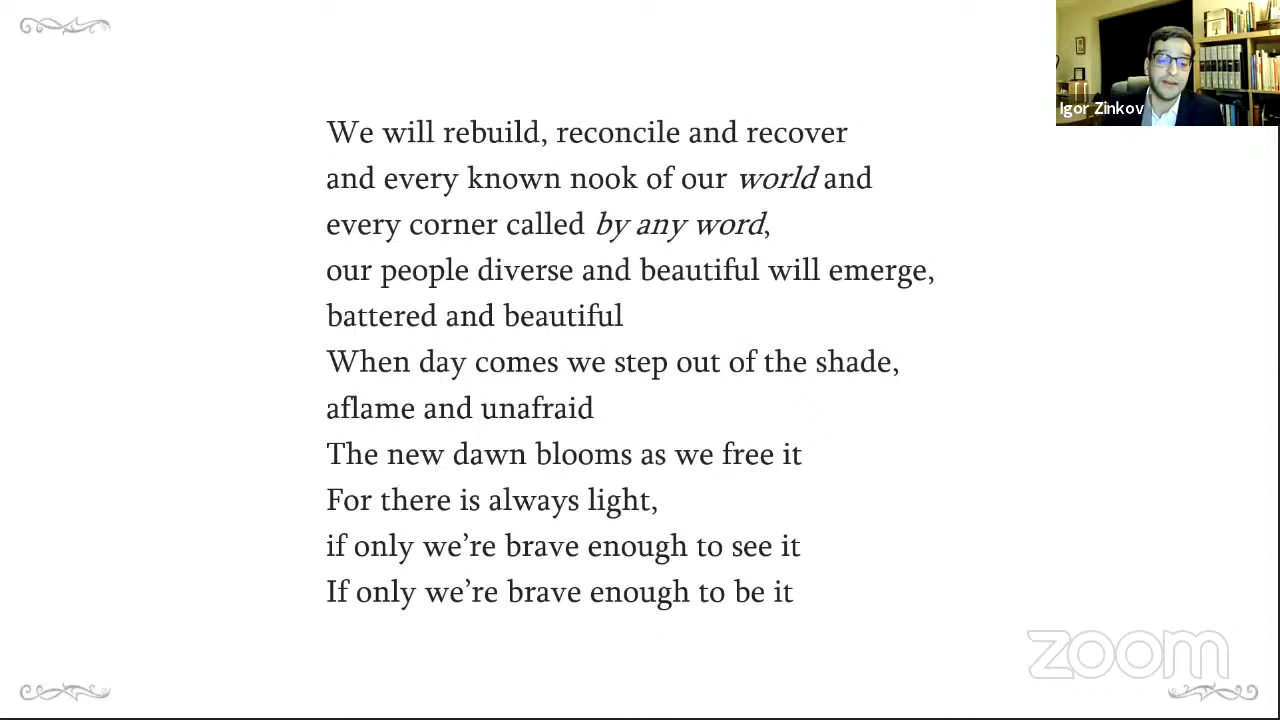 Igor Zinkov
We will rebuild, reconcile and recover
and every known nook of our world and
every corner called by any word,
our people diverse and beautiful will emerge,
battered and beautiful
When day comes we step out of the shade,
aflame and unafraid
The new dawn blooms as we free it
For there is always light,
if only we’re brave enough to see it
If only we’re brave enough to be it
zoom